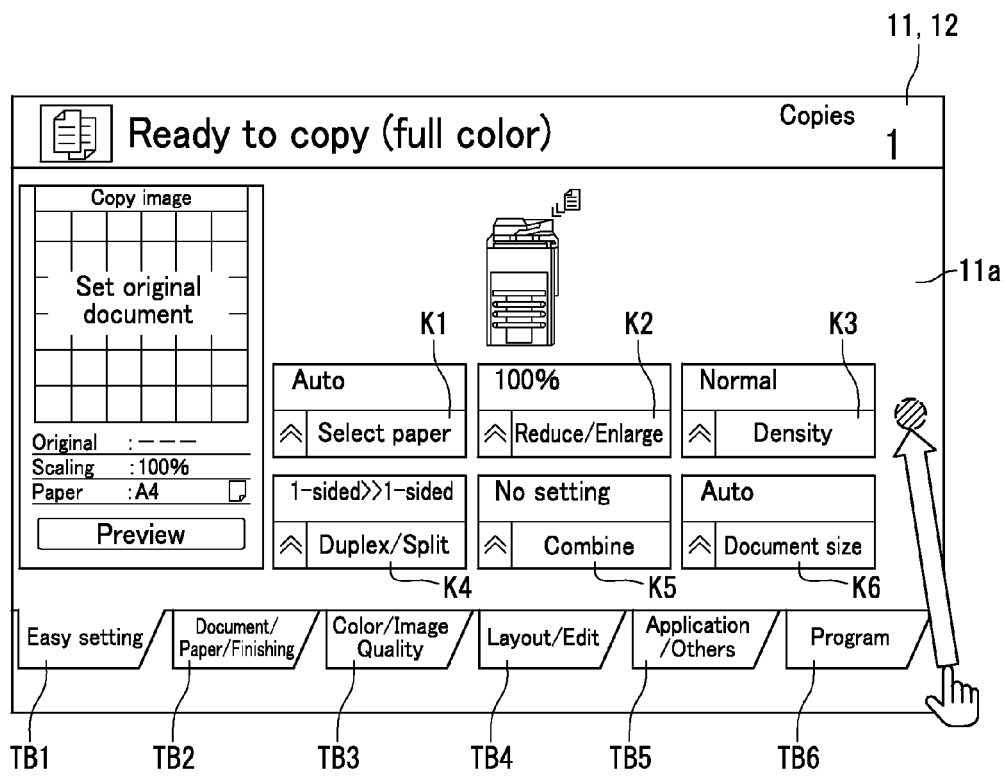 11, 12
Ready to copy (full color)
Copies
1
Copy image
Set original
document
11a
K1
K2
K3
Auto
100%
Normal
Select paper
Reduce/Enlarge
Density
Original : — — —
Scaling : 100%
Paper : A4
Preview
1-sided>>1-sided
No setting
Auto
Duplex/Split
Combine
Document size
K4
K5
K6
Easy setting
Document/
Paper/Finishing
Color/Image
Quality
Layout/Edit
Application
/Others
Program
TB1
TB2
TB3
TB4
TB5
TB6